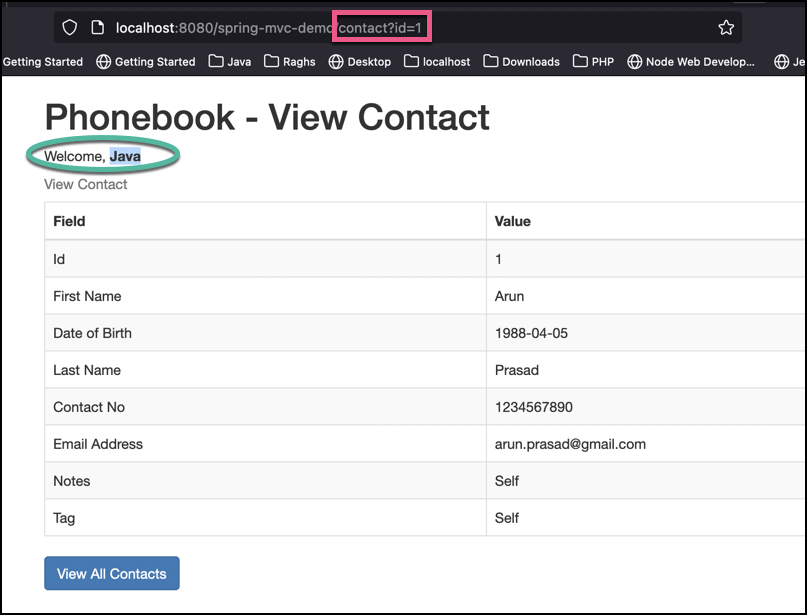 localhost:8080/spring-mvc-demo/contact?id=1
Getting Started Getting Started Java Raghs Desktop localhost Downloads PHP Node Web Develop... Je
Phonebook - View Contact
Welcome, Java
View Contact
Field Value
Id 1
First Name Arun
Date of Birth 1988-04-05
Last Name Prasad
Contact No 1234567890
Email Address arun.prasad@gmail.com
Notes Self
Tag Self
View All Contacts